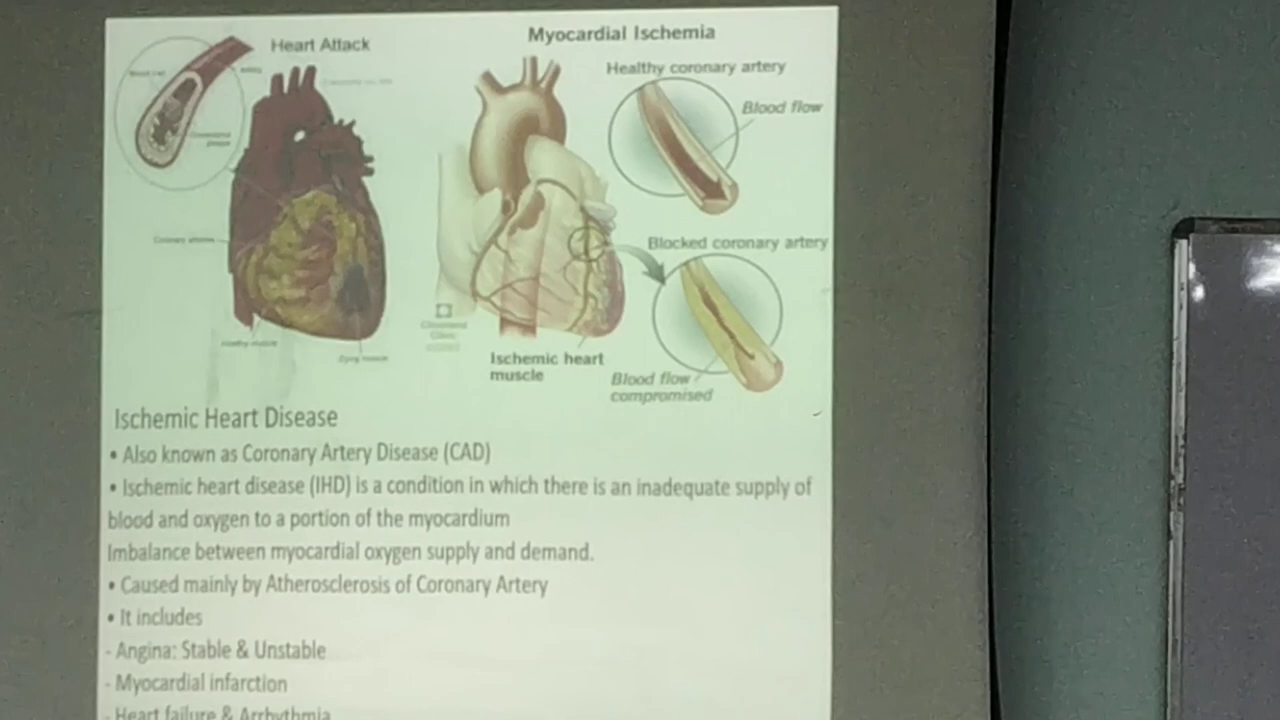 Heart Attack
Myocardial Ischemia
Healthy coronary artery
Blood flow
Blocked coronary artery
Ischemic heart
muscle
Blood flow
compromised
Ischemic Heart Disease
• Also known as Coronary Artery Disease (CAD)
• Ischemic heart disease (IHD) is a condition in which there is an inadequate supply of
blood and oxygen to a portion of the myocardium
Imbalance between myocardial oxygen supply and demand.
• Caused mainly by Atherosclerosis of Coronary Artery
• It includes
- Angina: Stable & Unstable
- Myocardial infarction
- Heart failure & Arrhythmia